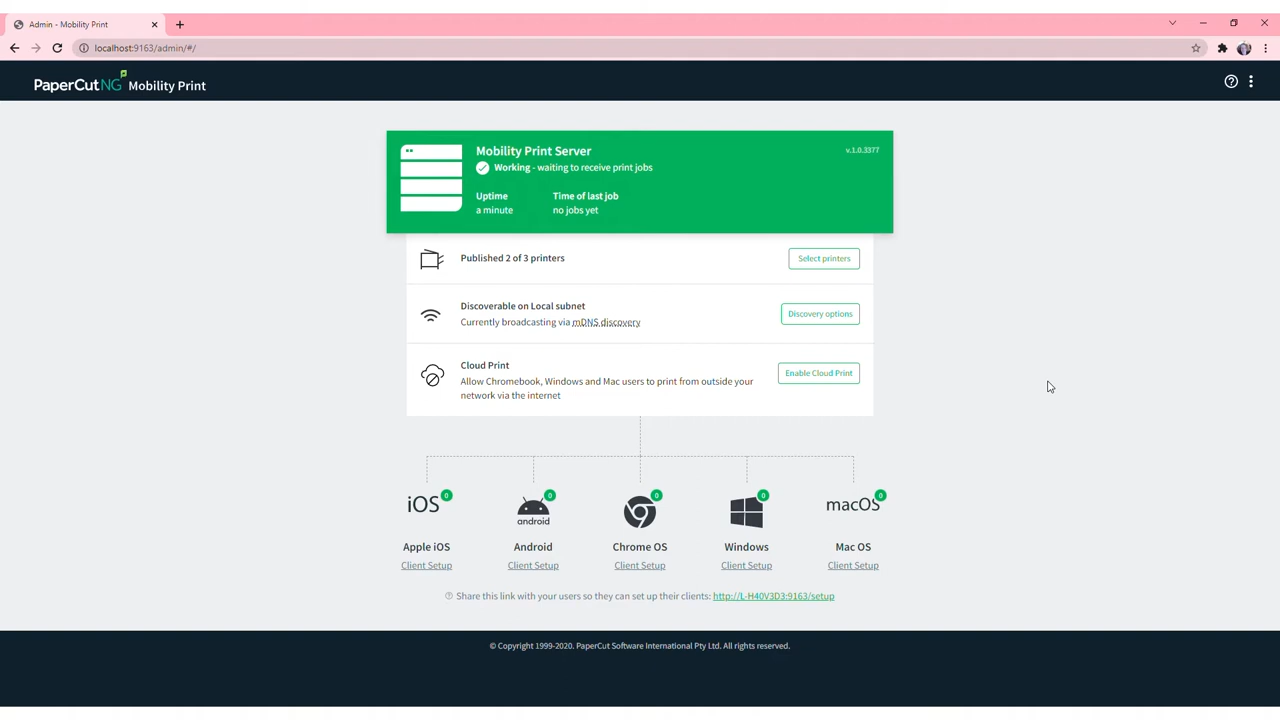 Admin - Mobility Print
localhost:9163/admin/#/
PaperCutNG Mobility Print
Mobility Print Server
v.1.0.3377
Working - waiting to receive print jobs
Uptime
Time of last job
a minute
no jobs yet
Published 2 of 3 printers
Select printers
Discoverable on Local subnet
Currently broadcasting via mDNS discovery
Discovery options
Cloud Print
Allow Chromebook, Windows and Mac users to print from outside your
network via the internet
Enable Cloud Print
iOS 0
android 0
0
0
macOS 0
Apple iOS
Android
Chrome OS
Windows
Mac OS
Client Setup
Client Setup
Client Setup
Client Setup
Client Setup
Share this link with your users so they can set up their clients: http://L-H40V3D3:9163/setup
© Copyright 1999-2020. PaperCut Software International Pty Ltd. All rights reserved.